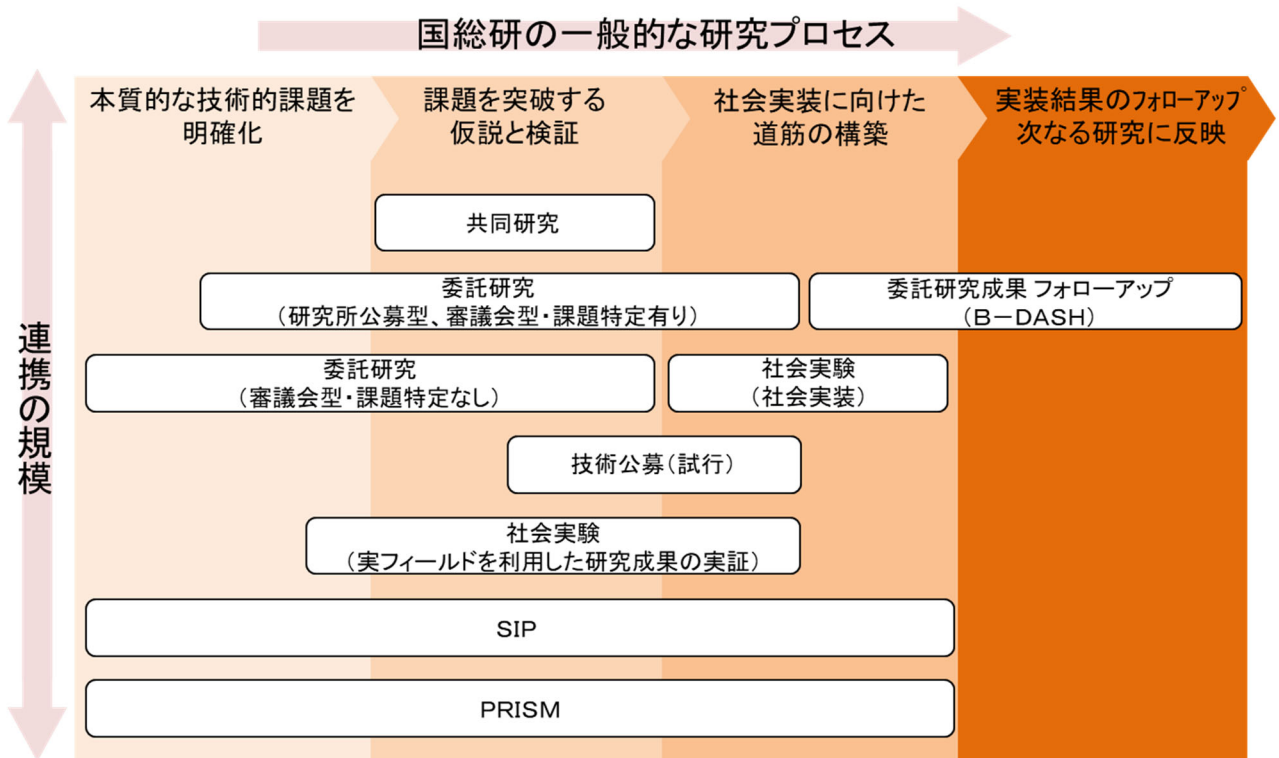 国総研の一般的な研究プロセス
本質的な技術的課題を
明確化
課題を突破する
仮説と検証
社会実装に向けた
道筋の構築
実装結果のﾌｫﾛｰｱｯﾌﾟ
次なる研究に反映
連携の規模
共同研究
委託研究
（研究所公募型、審議会型・課題特定有り）
委託研究成果 フォローアップ
（Ｂ－DASH）
委託研究
（審議会型・課題特定なし）
社会実験
（社会実装）
技術公募（試行）
社会実験
（実フィールドを利用した研究成果の実証）
SIP
PRISM